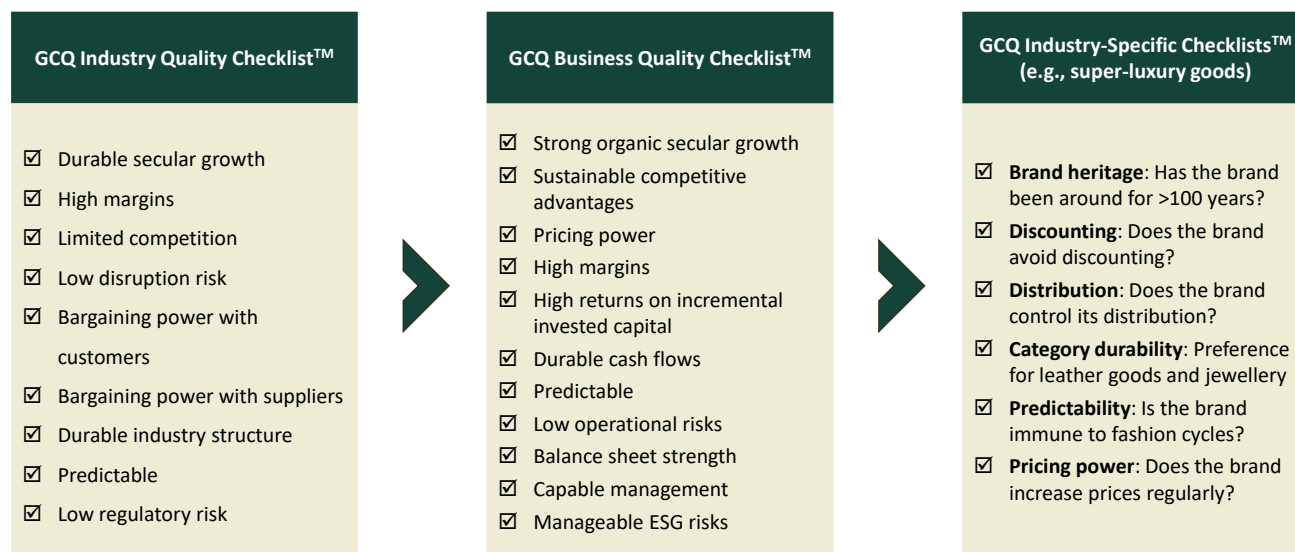 GCQ Industry Quality Checklist™
☑ Durable secular growth
☑ High margins
☑ Limited competition
☑ Low disruption risk
☑ Bargaining power with
customers
☑ Bargaining power with suppliers
☑ Durable industry structure
☑ Predictable
☑ Low regulatory risk
GCQ Business Quality Checklist™
☑ Strong organic secular growth
☑ Sustainable competitive
advantages
☑ Pricing power
☑ High margins
☑ High returns on incremental
invested capital
☑ Durable cash flows
☑ Predictable
☑ Low operational risks
☑ Balance sheet strength
☑ Capable management
☑ Manageable ESG risks
GCQ Industry-Specific Checklists™
(e.g., super-luxury goods)
☑ Brand heritage: Has the brand
been around for >100 years?
☑ Discounting: Does the brand
avoid discounting?
☑ Distribution: Does the brand
control its distribution?
☑ Category durability: Preference
for leather goods and jewellery
☑ Predictability: Is the brand
immune to fashion cycles?
☑ Pricing power: Does the brand
increase prices regularly?